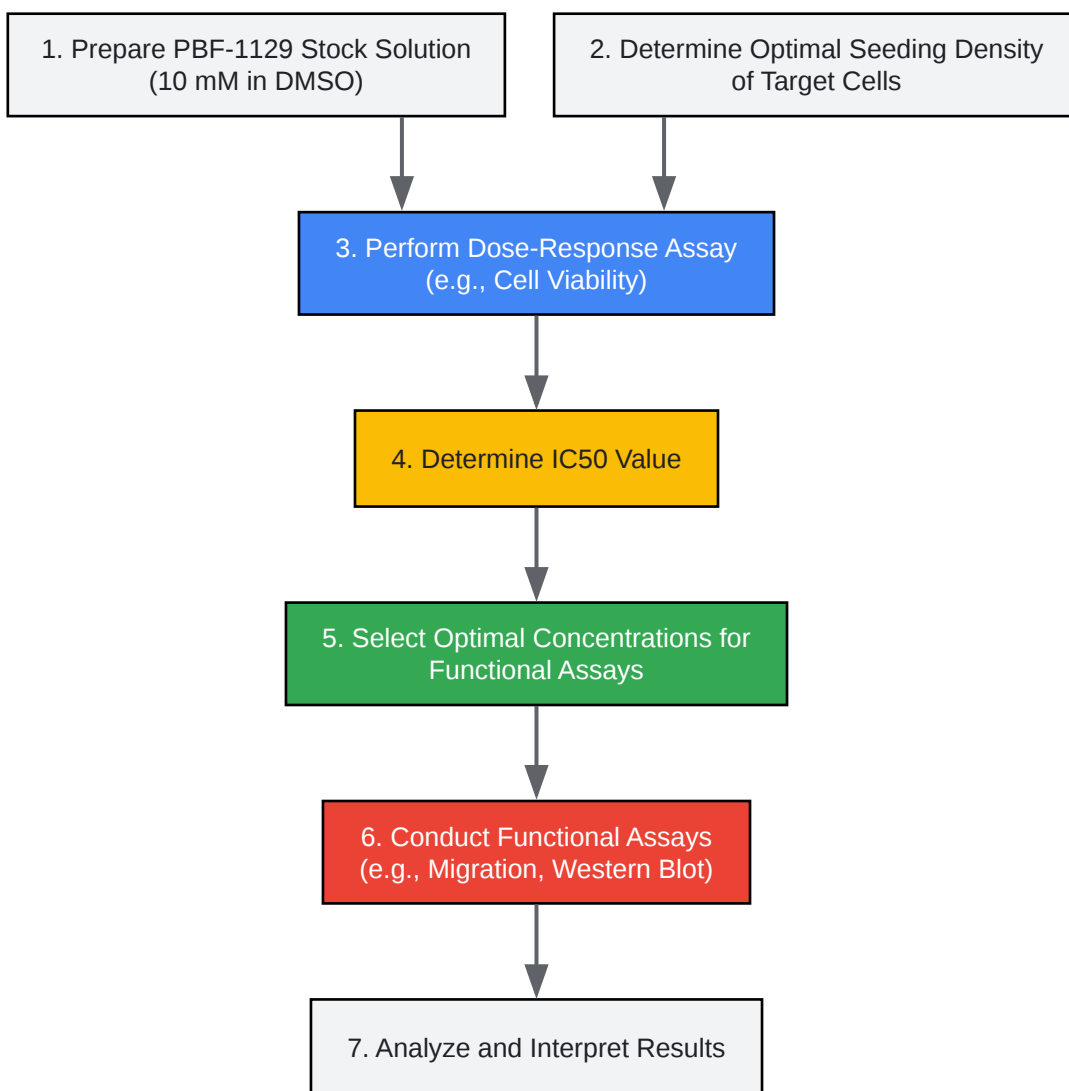 1. Prepare PBF-1129 Stock Solution
(10 mM in DMSO)
2. Determine Optimal Seeding Density
of Target Cells
3. Perform Dose-Response Assay
(e.g., Cell Viability)
4. Determine IC50 Value
5. Select Optimal Concentrations for
Functional Assays
6. Conduct Functional Assays
(e.g., Migration, Western Blot)
7. Analyze and Interpret Results